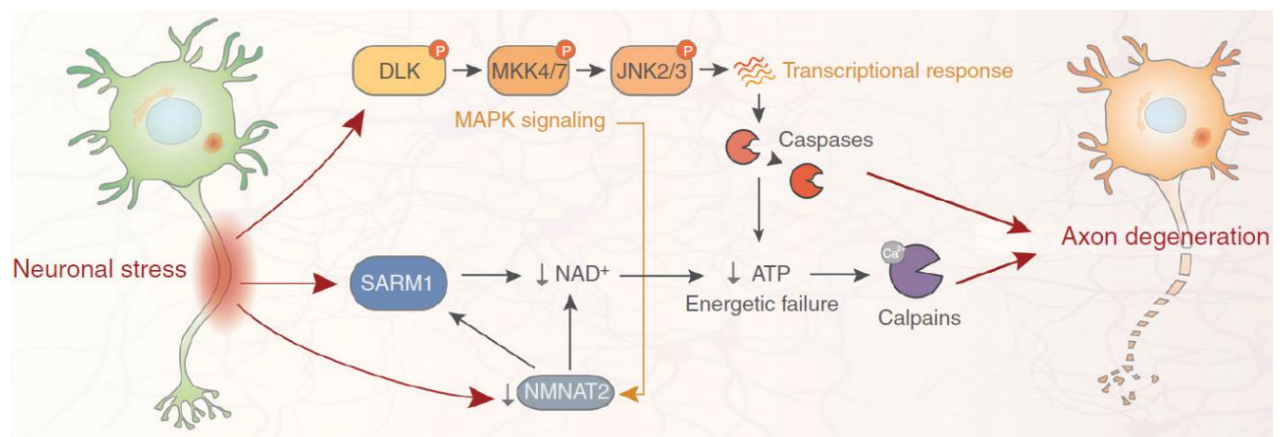 DLK
P
MKK4/7
P
JNK2/3
P
Transcriptional response
MAPK signaling
Caspases
Neuronal stress
SARM1
↓ NAD⁺
↓ ATP
Energetic failure
Ca²⁺
Calpains
Axon degeneration
↓ NMNAT2